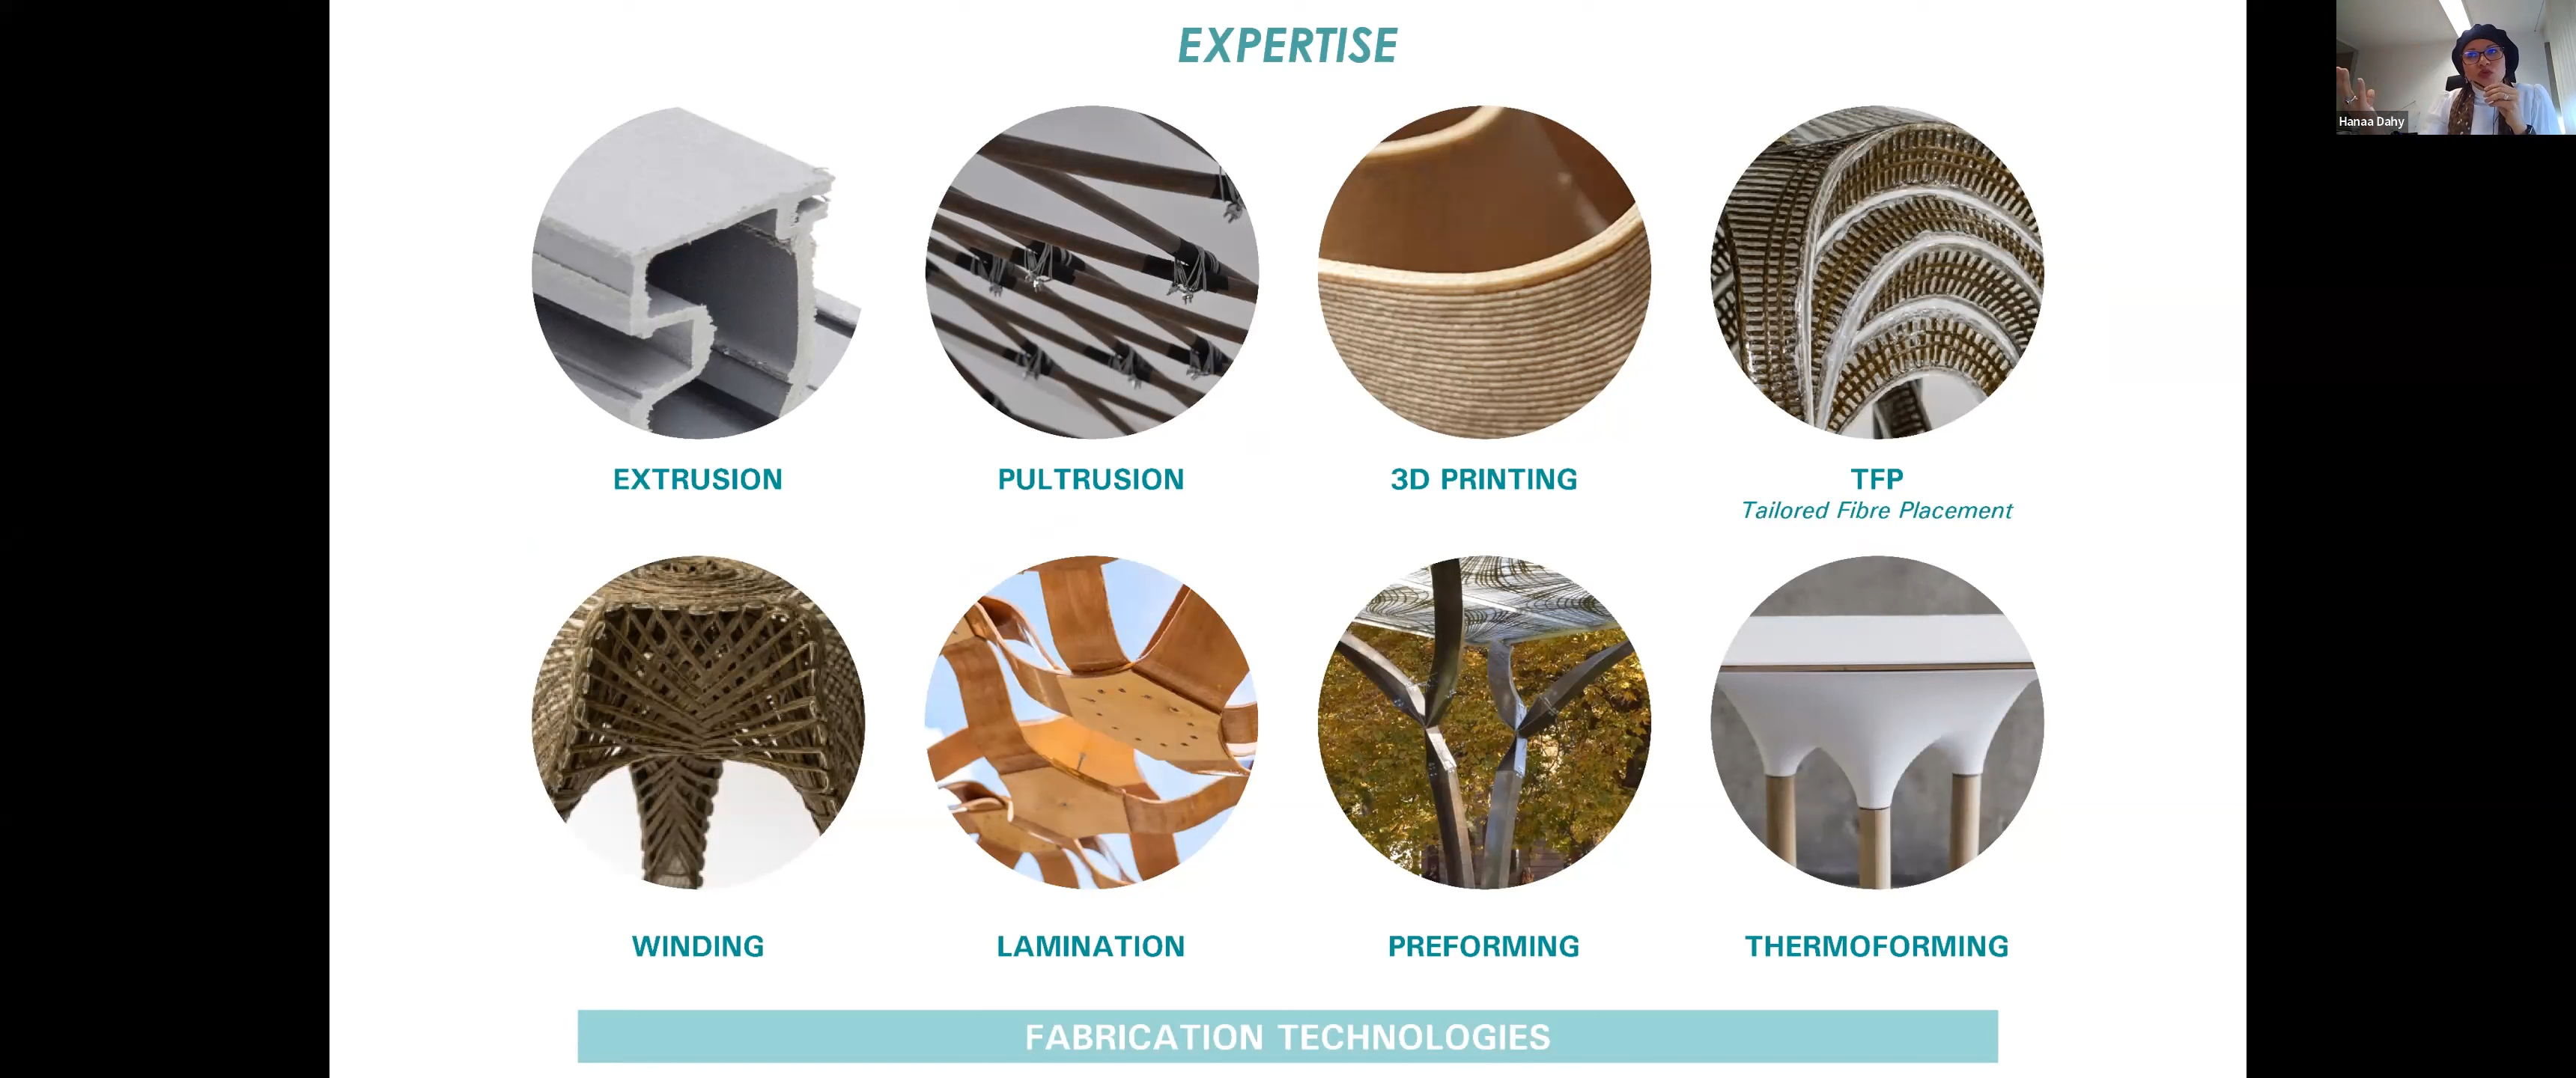 EXPERTISE
Hanaa Dahy
EXTRUSION
PULTRUSION
3D PRINTING
TFP
Tailored Fibre Placement
WINDING
LAMINATION
PREFORMING
THERMOFORMING
FABRICATION TECHNOLOGIES